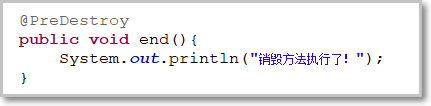 @PreDestroy
public void end(){
System.out.println("销毁方法执行了! ");
}